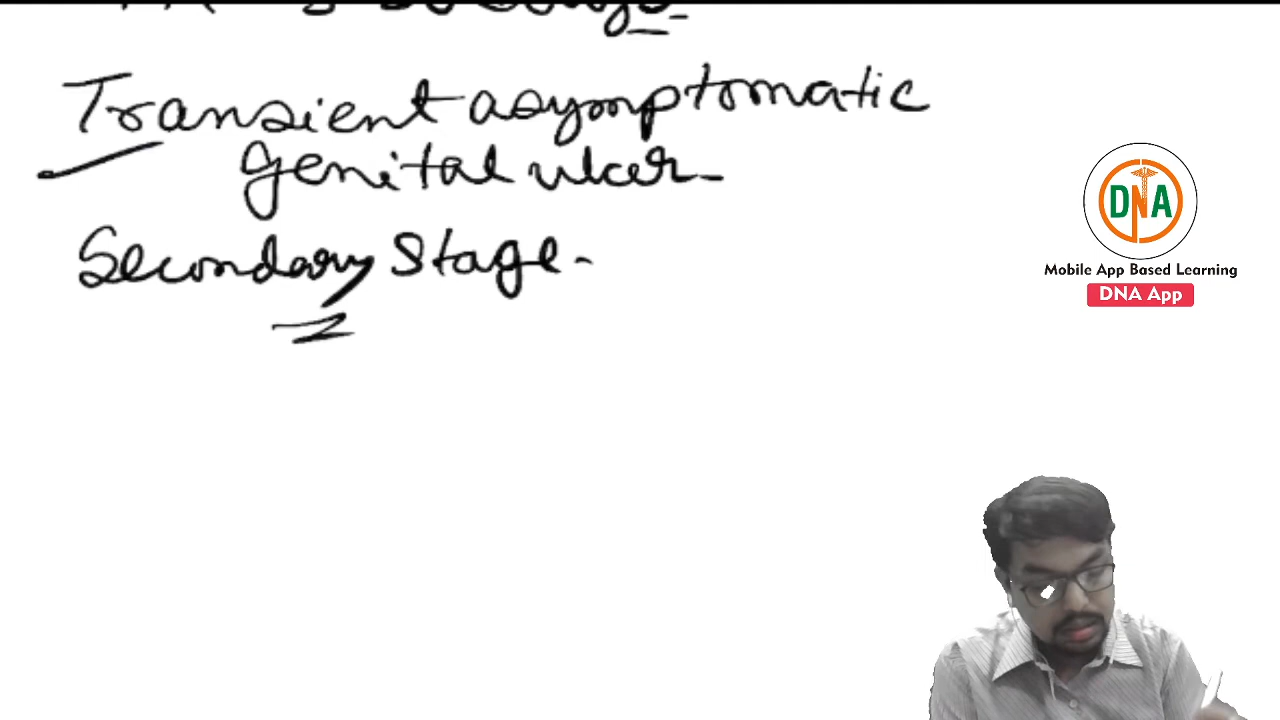 Transient asymptomatic
genital ulcer-
Secondary Stage-
DNA
Mobile App Based Learning
DNA App